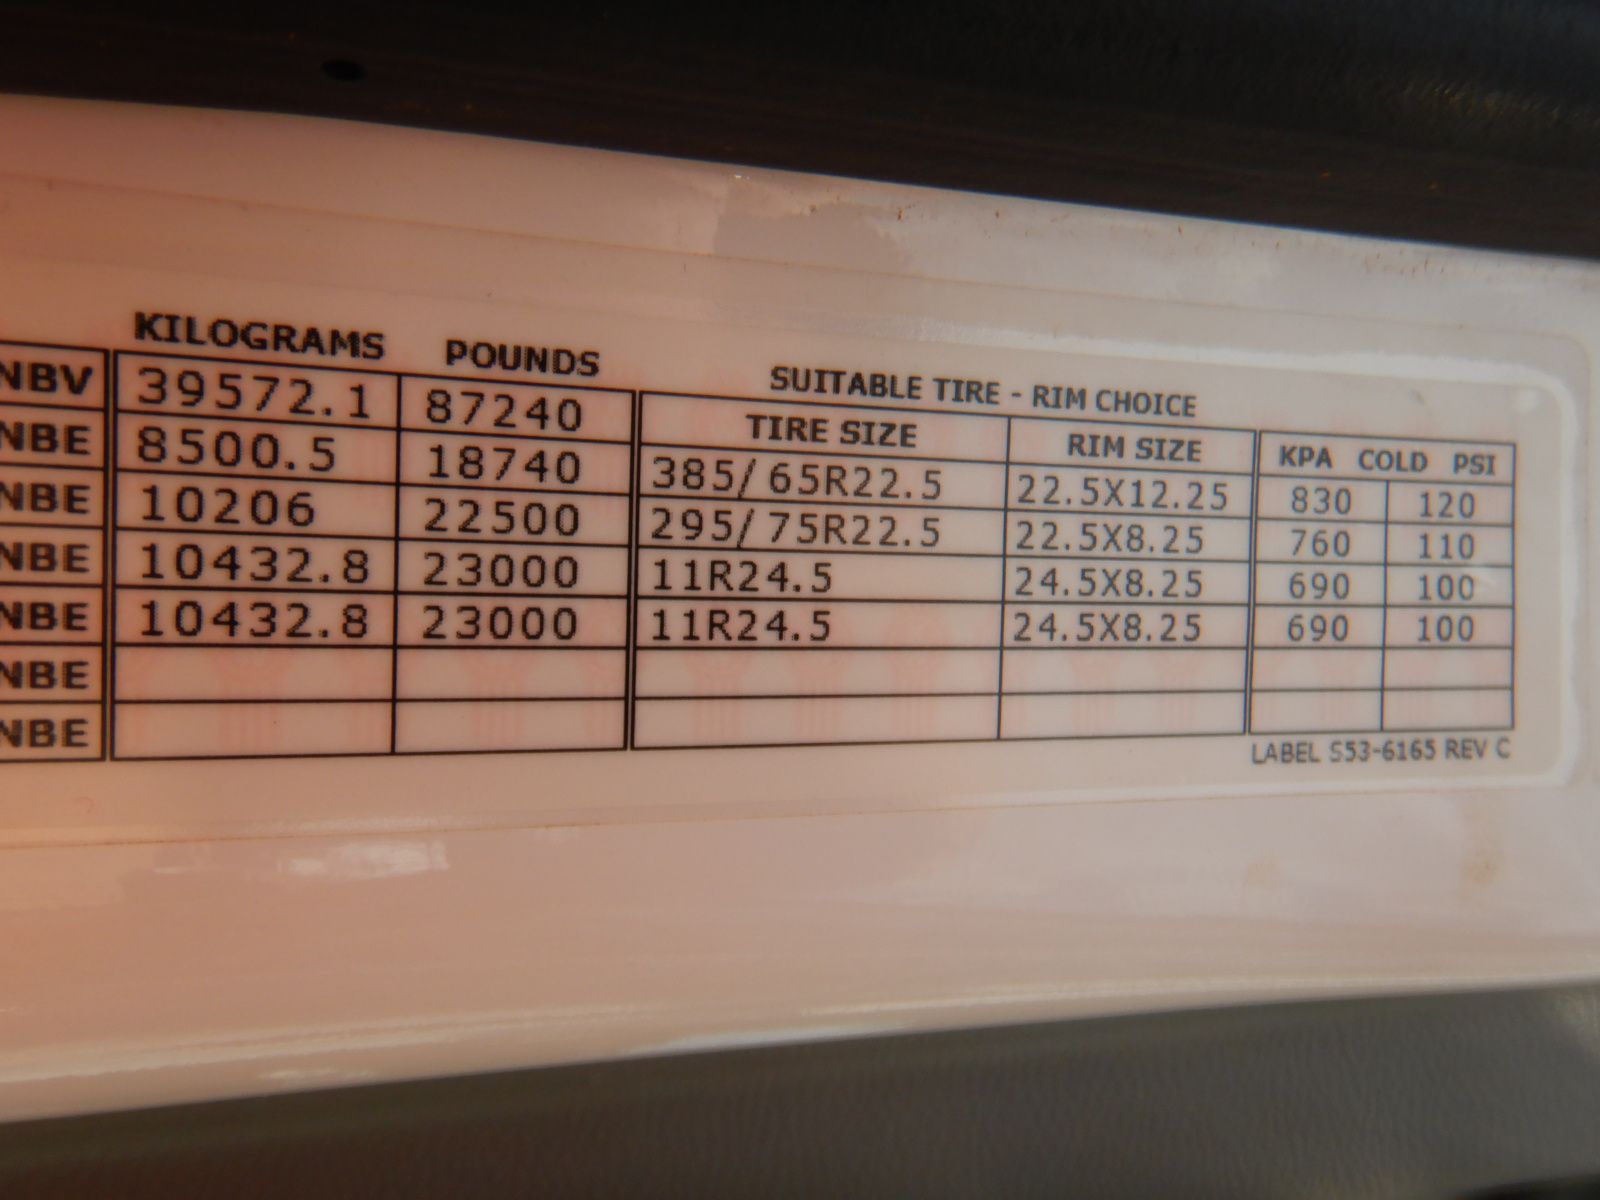 KILOGRAMS POUNDS
SUITABLE TIRE - RIM CHOICE
NBV 39572.1 87240 TIRE SIZE RIM SIZE KPA COLD PSI
NBE 8500.5 18740 385/65R22.5 22.5X12.25 830 120
NBE 10206 22500 295/75R22.5 22.5X8.25 760 110
NBE 10432.8 23000 11R24.5 24.5X8.25 690 100
NBE 10432.8 23000 11R24.5 24.5X8.25 690 100
NBE
NBE
LABEL S53-6165 REV C